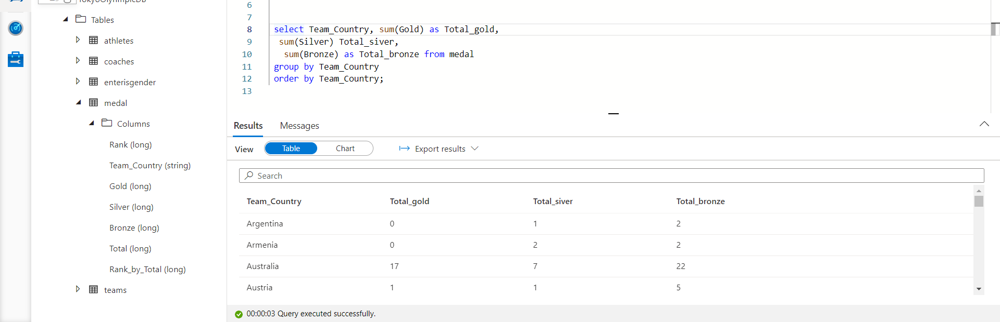 TokyoOlympicDB
Tables
athletes
coaches
enterisgender
medal
Columns
Rank (long)
Team_Country (string)
Gold (long)
Silver (long)
Bronze (long)
Total (long)
Rank_by_Total (long)
teams
6
7
8 select Team_Country, sum(Gold) as Total_gold,
9 sum(Silver) Total_siver,
10 sum(Bronze) as Total_bronze from medal
11 group by Team_Country
12 order by Team_Country;
13
Results Messages
View Table Chart Export results
Search
Team_Country Total_gold Total_siver Total_bronze
Argentina 0 1 2
Armenia 0 2 2
Australia 17 7 22
Austria 1 1 5
00:00:03 Query executed successfully.